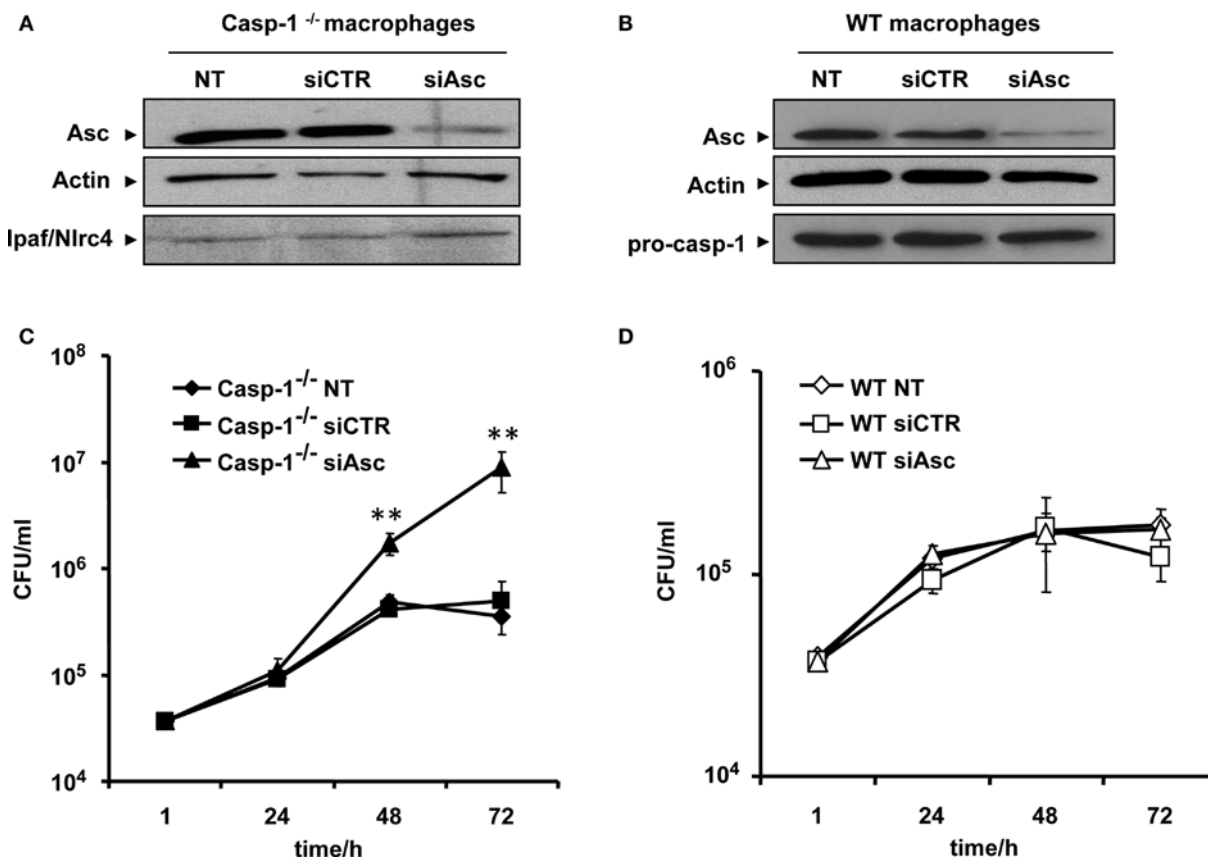 A
Casp-1 -/- macrophages
NT siCTR siAsc
Asc
Actin
Ipaf/Nlrc4
B
WT macrophages
NT siCTR siAsc
Asc
Actin
pro-casp-1
C
10^8
10^7
10^6
10^5
10^4
CFU/ml
Casp-1^-/- NT
Casp-1^-/- siCTR
Casp-1^-/- siAsc
**
**
1 24 48 72
time/h
D
10^6
10^5
10^4
CFU/ml
WT NT
WT siCTR
WT siAsc
1 24 48 72
time/h